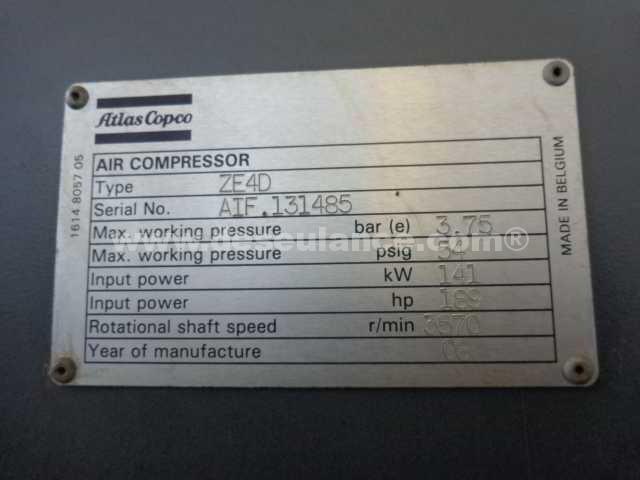 Atlas Copco
1614 8057 05
AIR COMPRESSOR
Type ZE4D
Serial No. AIF.131485
Max. working pressure bar (e) 3.75
Max. working pressure psig 54
Input power kW 141
Input power hp 189
Rotational shaft speed r/min 3570
Year of manufacture
MADE IN BELGIUM